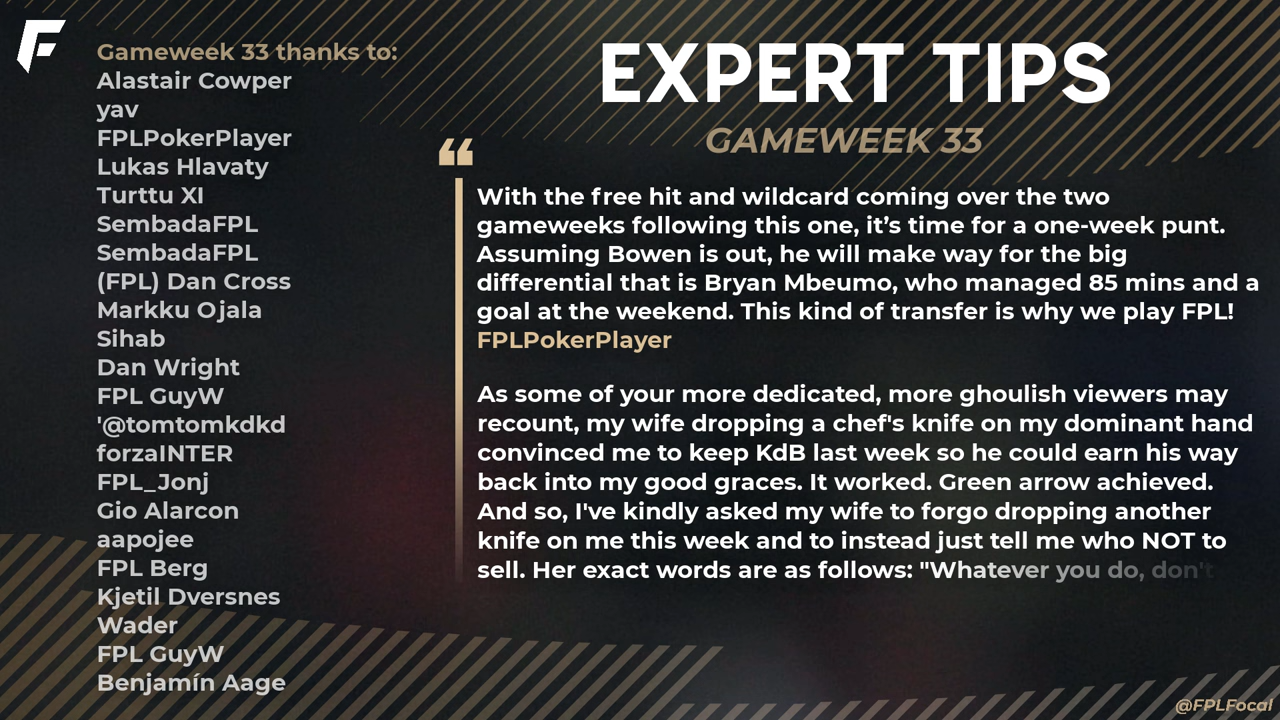 Gameweek 33 thanks to:
Alastair Cowper
yav
FPLPokerPlayer
Lukas Hlavaty
Turttu XI
SembadaFPL
SembadaFPL
(FPL) Dan Cross
Markku Ojala
Sihab
Dan Wright
FPL GuyW
'@tomtomkdkd
forzaINTER
FPL_Jonj
Gio Alarcon
aapojee
FPL Berg
Kjetil Dversnes
Wader
FPL GuyW
Benjamín Aage
EXPERT TIPS
GAMEWEEK 33
With the free hit and wildcard coming over the two
gameweeks following this one, it’s time for a one-week punt.
Assuming Bowen is out, he will make way for the big
differential that is Bryan Mbeumo, who managed 85 mins and a
goal at the weekend. This kind of transfer is why we play FPL!
FPLPokerPlayer
As some of your more dedicated, more ghoulish viewers may
recount, my wife dropping a chef's knife on my dominant hand
convinced me to keep KdB last week so he could earn his way
back into my good graces. It worked. Green arrow achieved.
And so, I've kindly asked my wife to forgo dropping another
knife on me this week and to instead just tell me who NOT to
sell. Her exact words are as follows: "Whatever you do, don't
@FPLFocal